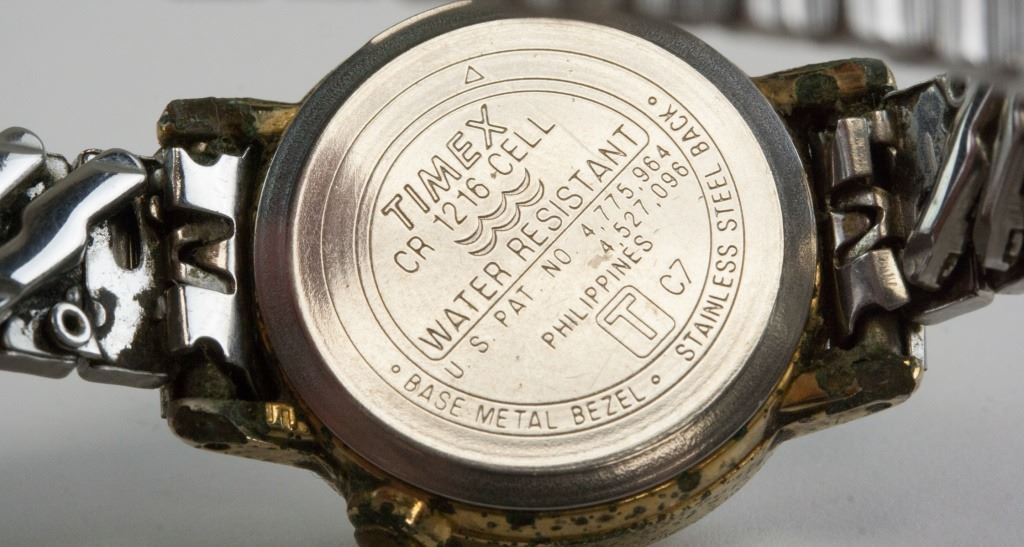 TIMEX
CR 1216 CELL
WATER RESISTANT
U.S. PAT NO. 4,775,964
4,527,096
PHILIPPINES
T C7
• BASE METAL BEZEL • STAINLESS STEEL BACK •